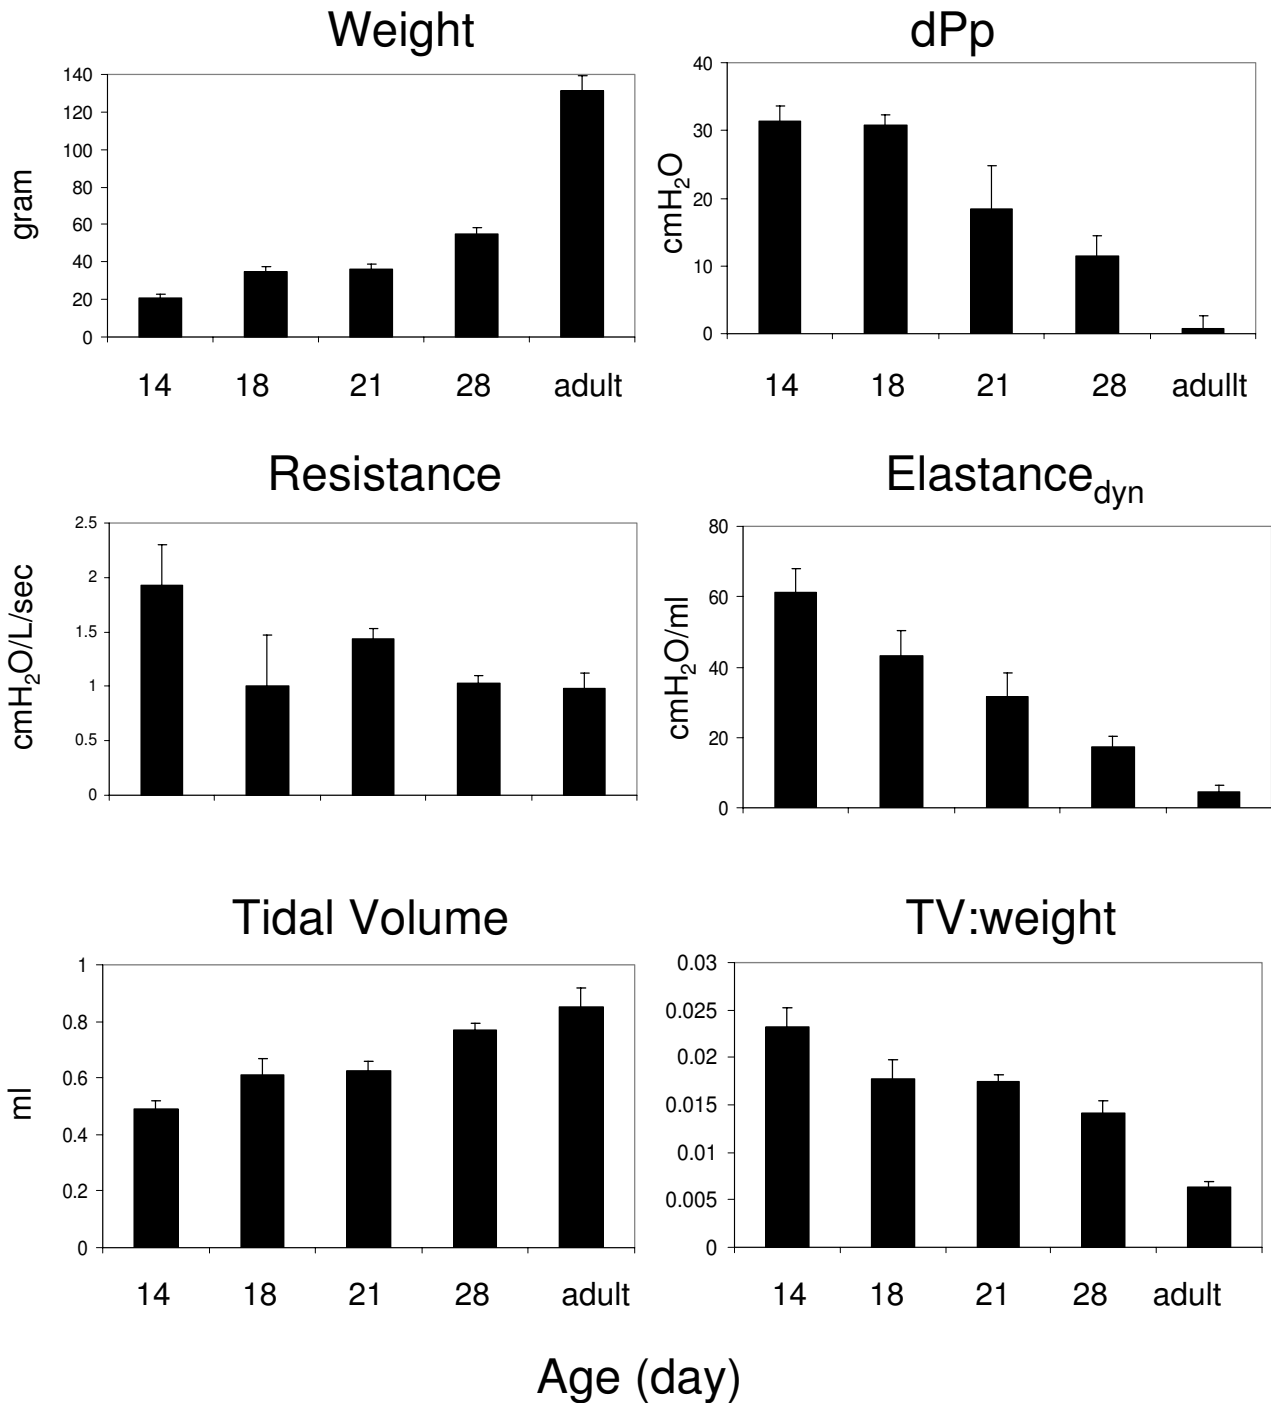 Weight
140
120
100
80
60
40
20
0
gram
14 18 21 28 adult
dPp
40
30
20
10
0
cmH₂O
14 18 21 28 adullt
Resistance
2.5
2
1.5
1
0.5
0
cmH₂O/L/sec
Elastance_dyn
80
60
40
20
0
cmH₂O/ml
Tidal Volume
1
0.8
0.6
0.4
0.2
0
ml
14 18 21 28 adult
TV:weight
0.03
0.025
0.02
0.015
0.01
0.005
0
14 18 21 28 adult
Age (day)